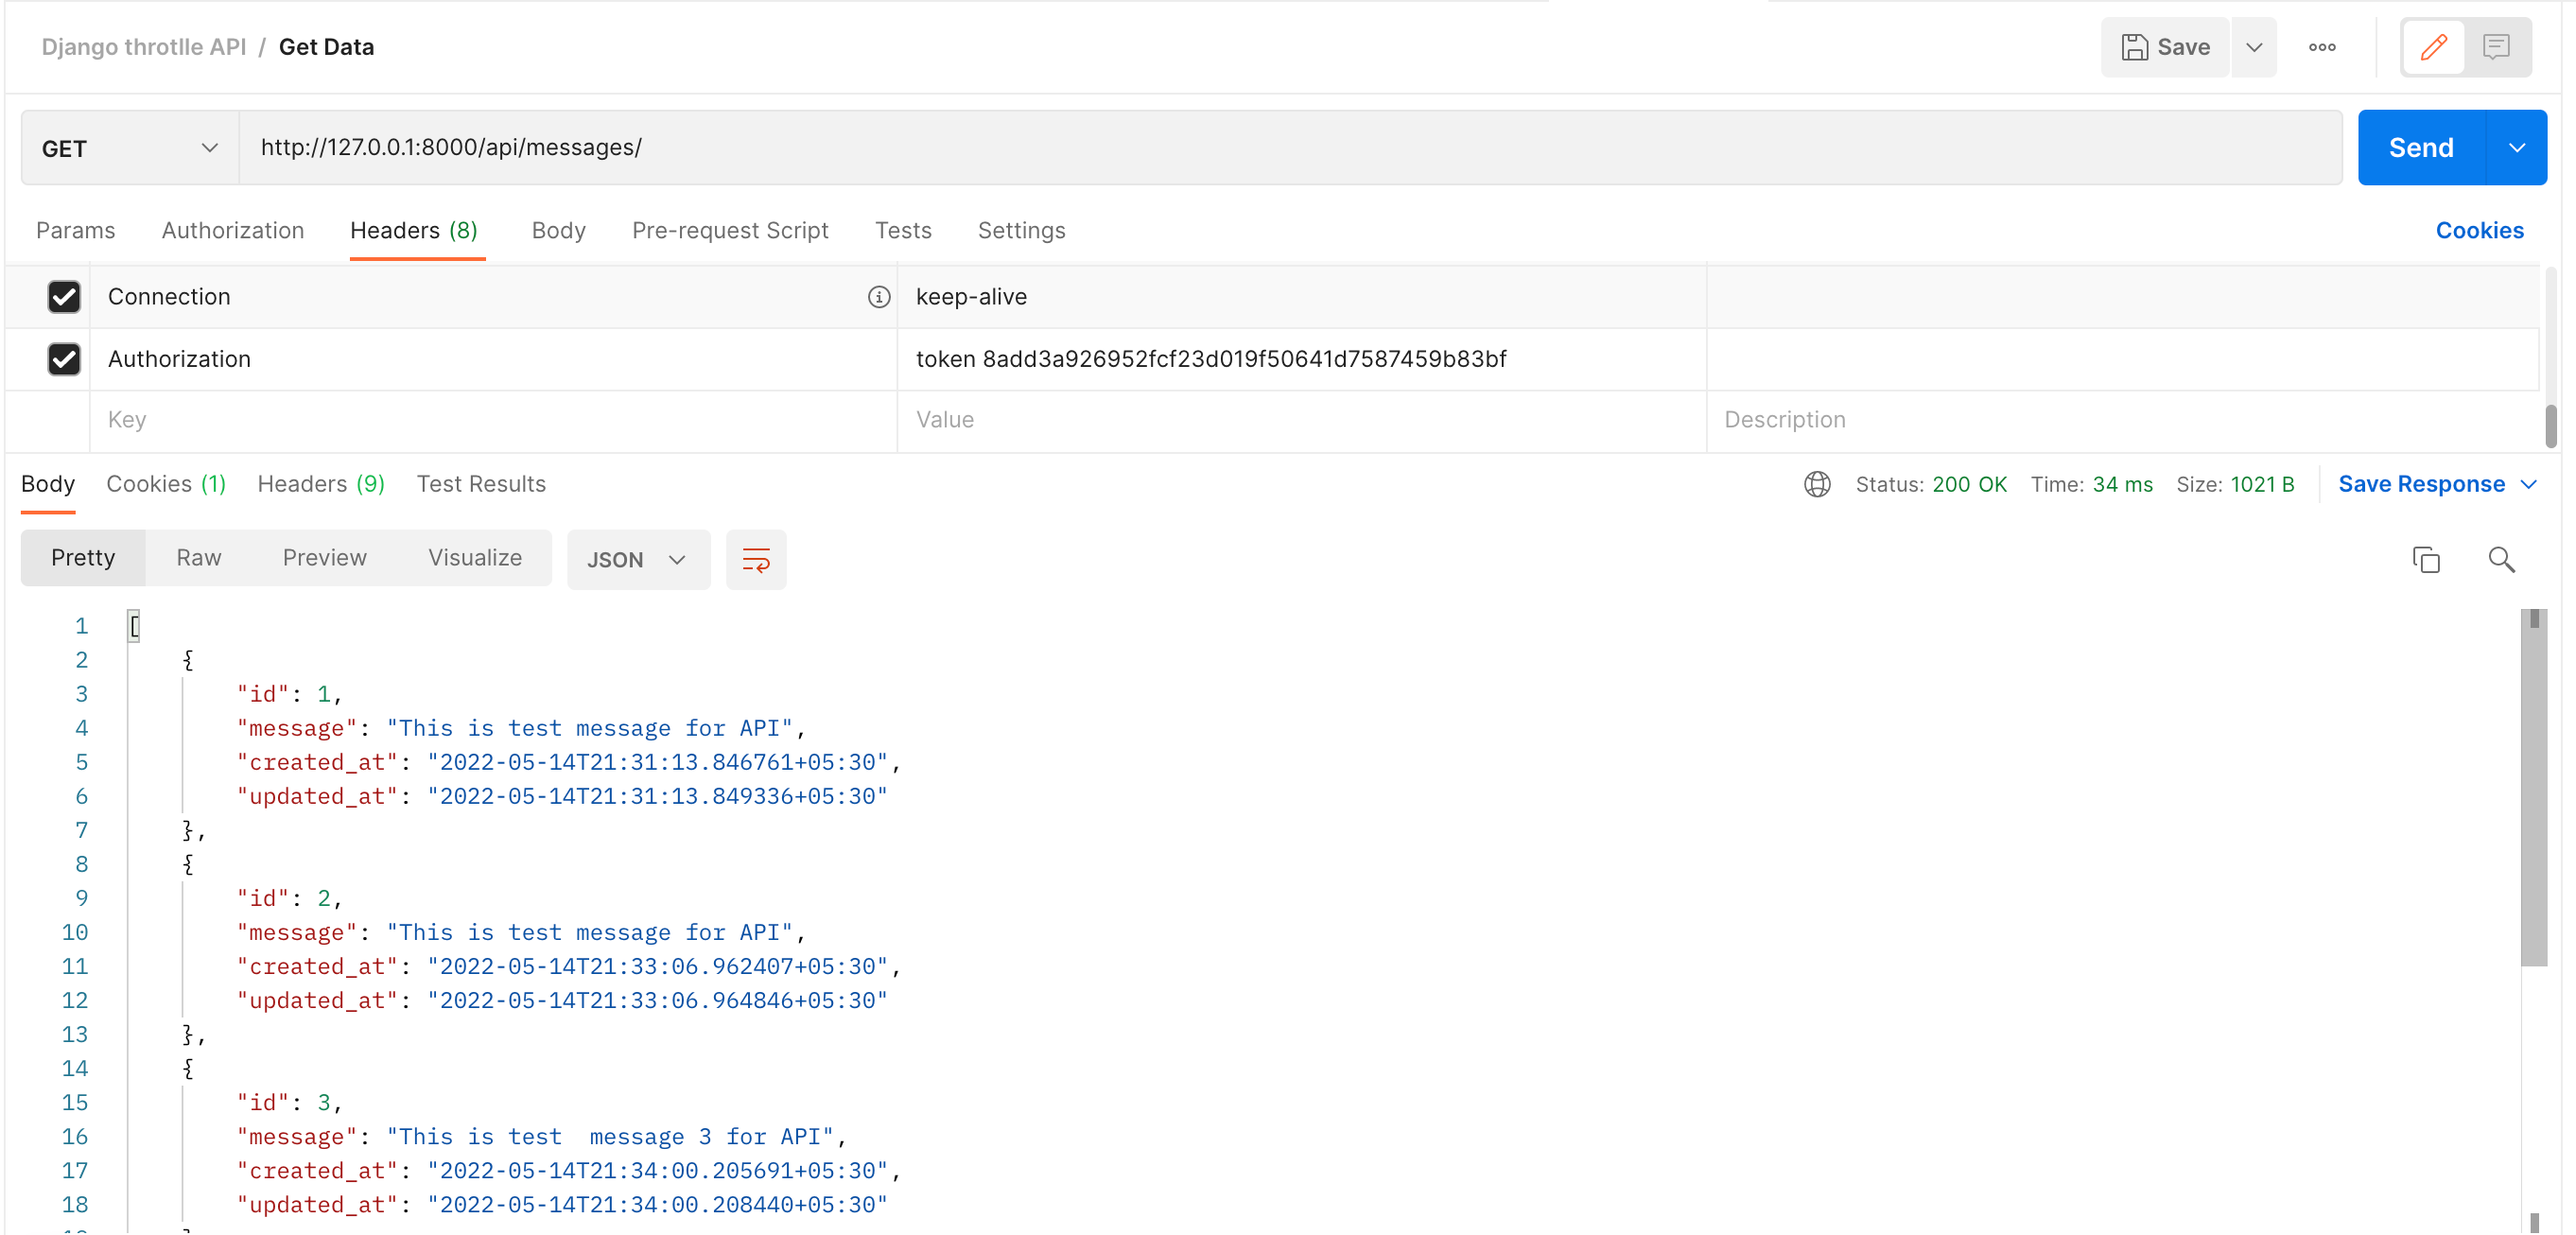 Django throtlle API / Get Data
Save
GET
http://127.0.0.1:8000/api/messages/
Send
Params Authorization Headers (8) Body Pre-request Script Tests Settings Cookies
Connection keep-alive
Authorization token 8add3a926952fcf23d019f50641d7587459b83bf
Key Value Description
Body Cookies (1) Headers (9) Test Results Status: 200 OK Time: 34 ms Size: 1021 B Save Response
Pretty Raw Preview Visualize JSON
1 [
2 {
3 "id": 1,
4 "message": "This is test message for API",
5 "created_at": "2022-05-14T21:31:13.846761+05:30",
6 "updated_at": "2022-05-14T21:31:13.849336+05:30"
7 },
8 {
9 "id": 2,
10 "message": "This is test message for API",
11 "created_at": "2022-05-14T21:33:06.962407+05:30",
12 "updated_at": "2022-05-14T21:33:06.964846+05:30"
13 },
14 {
15 "id": 3,
16 "message": "This is test  message 3 for API",
17 "created_at": "2022-05-14T21:34:00.205691+05:30",
18 "updated_at": "2022-05-14T21:34:00.208440+05:30"